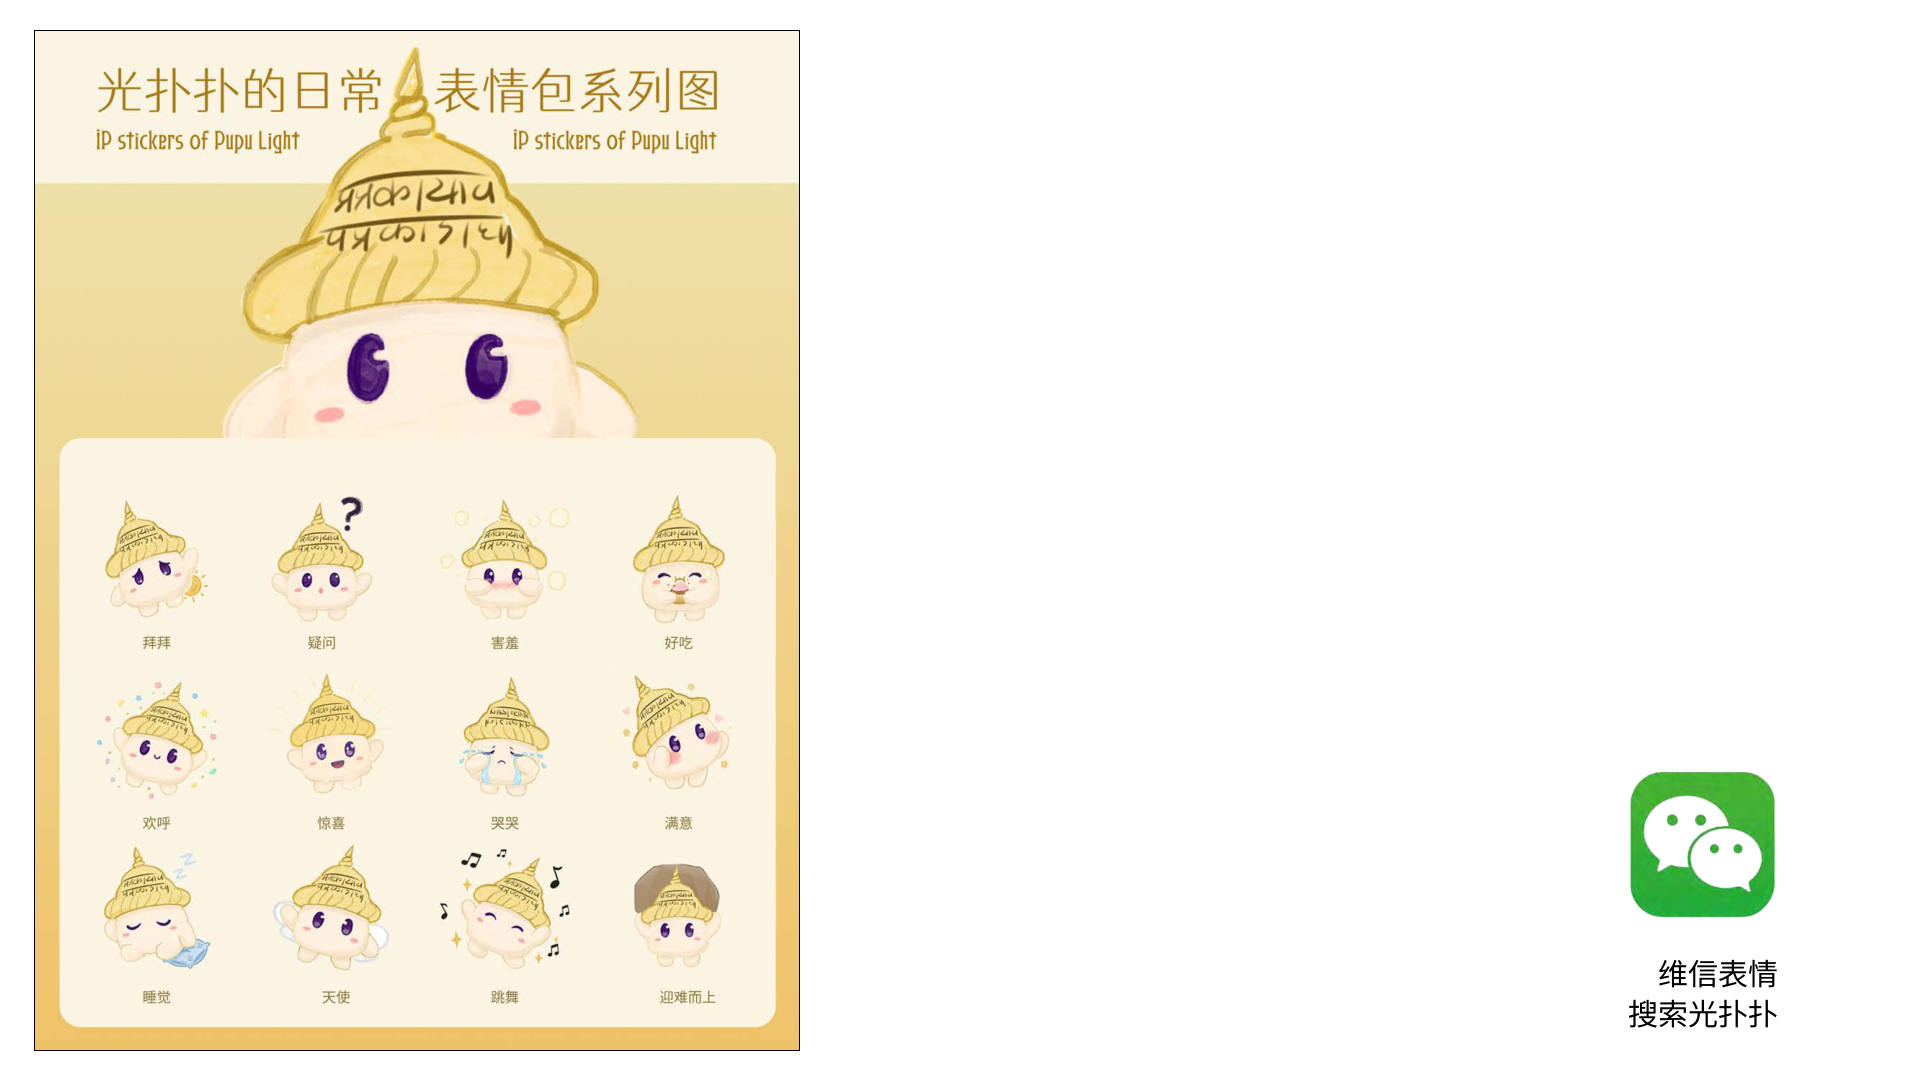 光扑扑的日常 表情包系列图
iP stickers of Pupu Light iP stickers of Pupu Light
?
拜拜 疑问 害羞 好吃
欢呼 惊喜 哭哭 满意
z z
睡觉 天使 跳舞 迎难而上
维信表情
搜索光扑扑